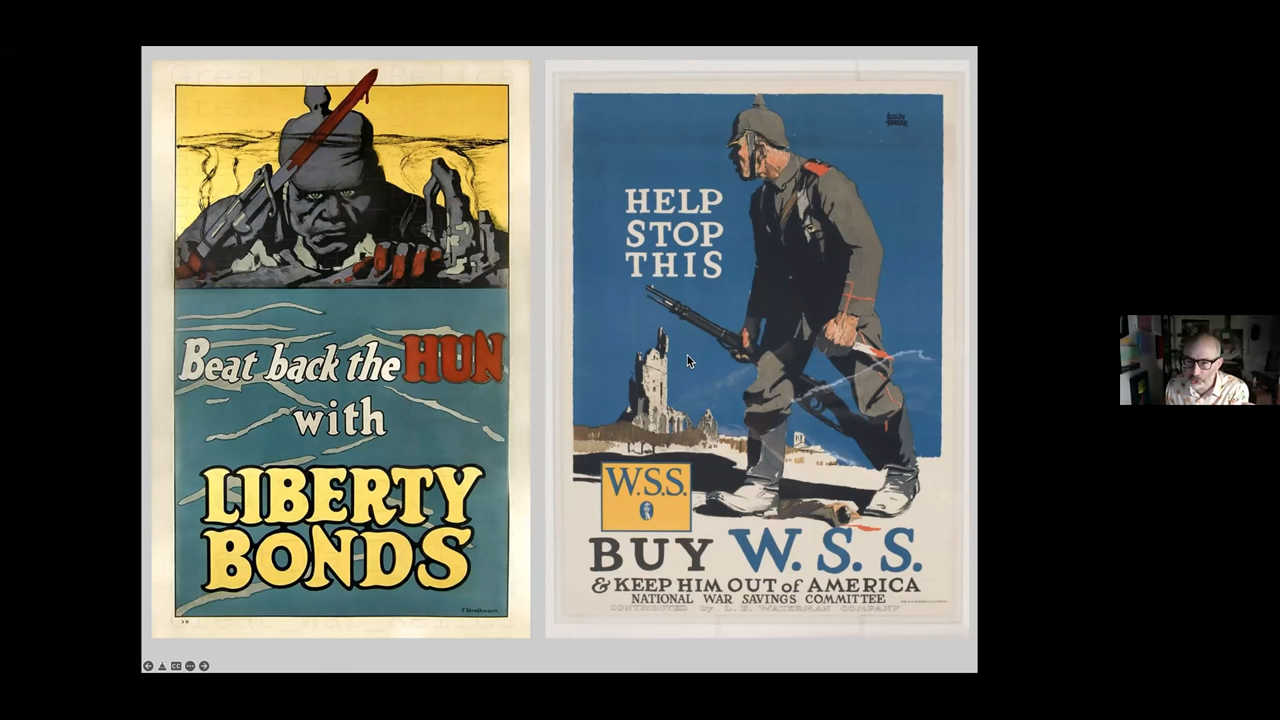 Beat back the HUN
with
LIBERTY
BONDS
F. Strothmann
HELP
STOP
THIS
W.S.S.
BUY W. S. S.
& KEEP HIM OUT of AMERICA
NATIONAL WAR SAVINGS COMMITTEE
CONTRIBUTED by L. E. WATERMAN COMPANY